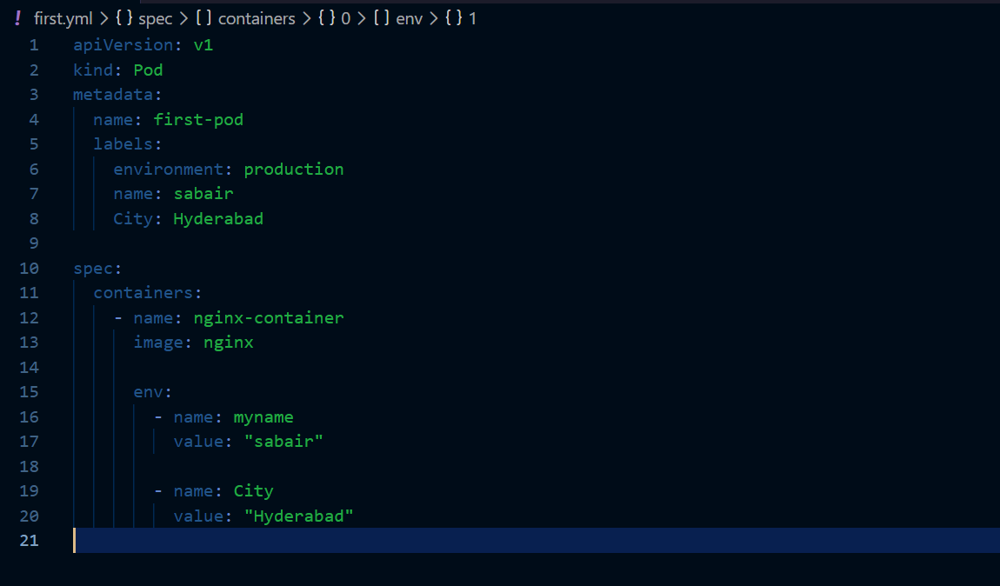 ! first.yml > {} spec > [] containers > {} 0 > [] env > {} 1
1 apiVersion: v1
2 kind: Pod
3 metadata:
4   name: first-pod
5   labels:
6     environment: production
7     name: sabair
8     City: Hyderabad
9
10 spec:
11   containers:
12     - name: nginx-container
13       image: nginx
14
15       env:
16         - name: myname
17           value: "sabair"
18
19         - name: City
20           value: "Hyderabad"
21